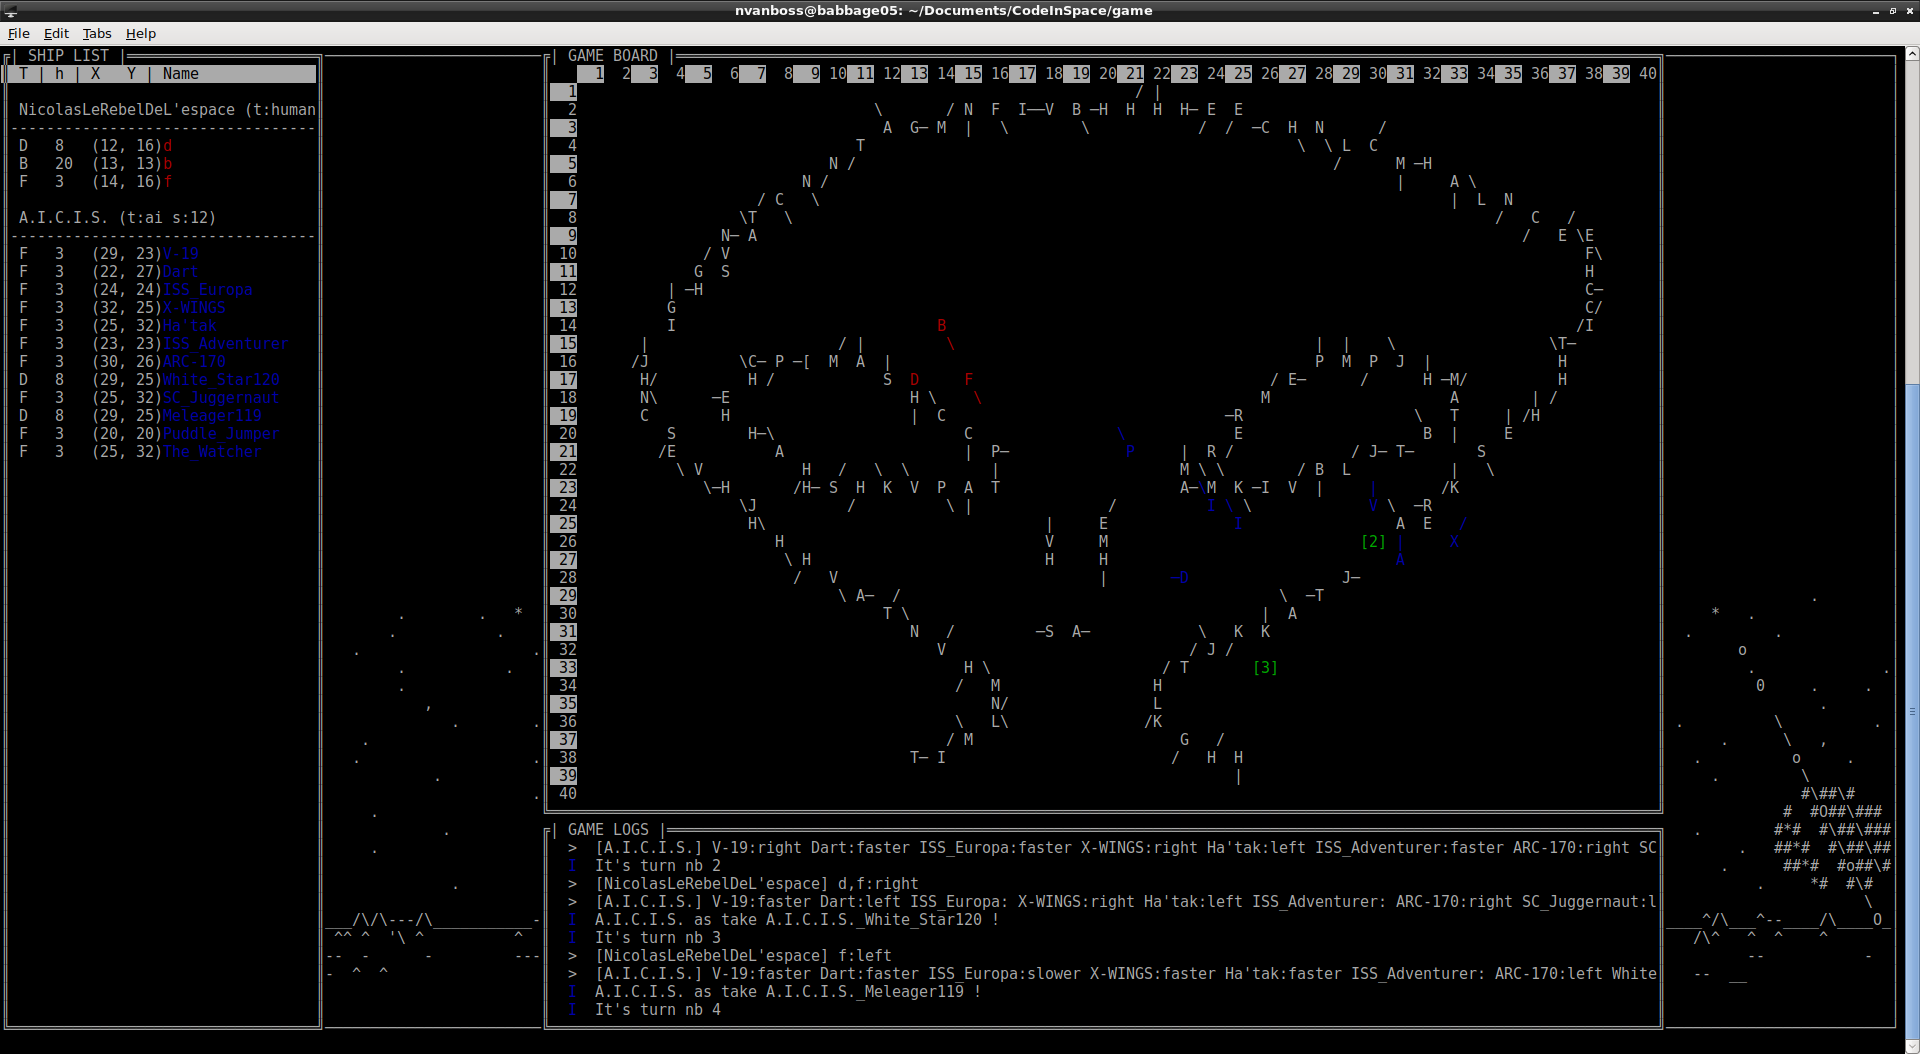 nvanboss@babbage05: ~/Documents/CodeInSpace/game
File Edit Tabs Help
SHIP LIST
T | h | X Y | Name
NicolasLeRebelDeL'espace (t:human
----------------------------------
D 8 (12, 16)d
B 20 (13, 13)b
F 3 (14, 16)f
A.I.C.I.S. (t:ai s:12)
----------------------------------
F 3 (29, 23)V-19
F 3 (22, 27)Dart
F 3 (24, 24)ISS_Europa
F 3 (32, 25)X-WINGS
F 3 (25, 32)Ha'tak
F 3 (23, 23)ISS_Adventurer
F 3 (30, 26)ARC-170
D 8 (29, 25)White_Star120
F 3 (25, 32)SC_Juggernaut
D 8 (29, 25)Meleager119
F 3 (20, 20)Puddle_Jumper
F 3 (25, 32)The_Watcher
GAME BOARD
1 2 3 4 5 6 7 8 9 10 11 12 13 14 15 16 17 18 19 20 21 22 23 24 25 26 27 28 29 30 31 32 33 34 35 36 37 38 39 40
1 / |
2 \ / N F I──V B ─H H H H─ E E
3 A G─ M | \ \ / / ─C H N /
4 T \ \ L C
5 N / / M ─H
6 N / | A \
7 / C \ | L N
8 \T \ / C /
9 N─ A / E \E
10 / V F\
11 G S H
12 | ─H C─
13 G C/
14 I B /I
15 | / | \ | | \ \T─
16 /J \C─ P ─[ M A | P M P J | H
17 H/ H / S D F / E─ / H ─M/ H
18 N\ ─E H \ \ M A | /
19 C H | C ─R \ T | /H
20 S H─\ C \ E B | E
21 /E A | P─ P | R / / J─ T─ S
22 \ V H / \ \ | M \ \ / B L | \
23 \─H /H─ S H K V P A T A─\M K ─I V | | /K
24 \J / \ | / I \ \ V \ ─R
25 H\ | E I A E /
26 H V M [2] | X
27 \ H H H A
28 / V | ─D J─
29 \ A─ / \ ─T
30 T \ | A
31 N / ─S A─ \ K K
32 V / J /
33 H \ / T [3]
34 / M H
35 N/ L
36 \ L\ /K
37 / M G /
38 T─ I / H H
39 |
40
GAME LOGS
> [A.I.C.I.S.] V-19:right Dart:faster ISS_Europa:faster X-WINGS:right Ha'tak:left ISS_Adventurer:faster ARC-170:right SC
I It's turn nb 2
> [NicolasLeRebelDeL'espace] d,f:right
> [A.I.C.I.S.] V-19:faster Dart:left ISS_Europa: X-WINGS:right Ha'tak:left ISS_Adventurer: ARC-170:right SC_Juggernaut:l
I A.I.C.I.S. as take A.I.C.I.S._White_Star120 !
I It's turn nb 3
> [NicolasLeRebelDeL'espace] f:left
> [A.I.C.I.S.] V-19:faster Dart:faster ISS_Europa:slower X-WINGS:faster Ha'tak:faster ISS_Adventurer: ARC-170:left White
I A.I.C.I.S. as take A.I.C.I.S._Meleager119 !
I It's turn nb 4